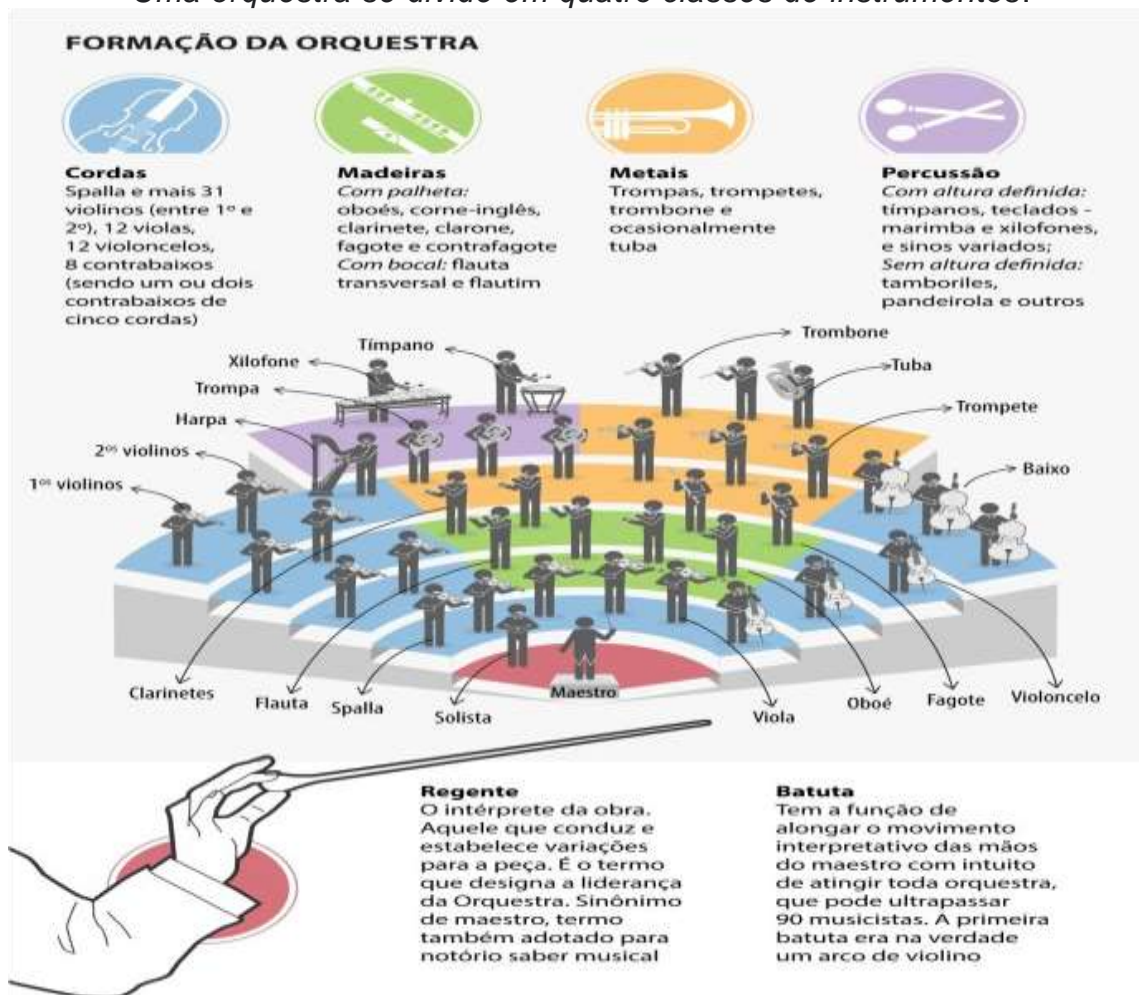 Uma orquestra se divide em quatro classes de instrumentos:
FORMAÇÃO DA ORQUESTRA
Cordas
Spalla e mais 31
violinos (entre 1º e
2º), 12 violas,
12 violoncelos,
8 contrabaixos
(sendo um ou dois
contrabaixos de
cinco cordas)
Madeiras
Com palheta:
oboés, corne-inglês,
clarinete, clarone,
fagote e contrafagote
Com bocal: flauta
transversal e flautim
Metais
Trompas, trompetes,
trombone e
ocasionalmente
tuba
Percussão
Com altura definida:
tímpanos, teclados -
marimba e xilofones,
e sinos variados;
Sem altura definida:
tamboriles,
pandeirola e outros
Tímpano
Xilofone
Trompa
Harpa
2ºˢ violinos
1ºˢ violinos
Trombone
Tuba
Trompete
Baixo
Clarinetes
Flauta
Spalla
Solista
Maestro
Viola
Oboé
Fagote
Violoncelo
Regente
O intérprete da obra.
Aquele que conduz e
estabelece variações
para a peça. É o termo
que designa a liderança
da Orquestra. Sinônimo
de maestro, termo
também adotado para
notório saber musical
Batuta
Tem a função de
alongar o movimento
interpretativo das mãos
do maestro com intuito
de atingir toda orquestra,
que pode ultrapassar
90 musicistas. A primeira
batuta era na verdade
um arco de violino